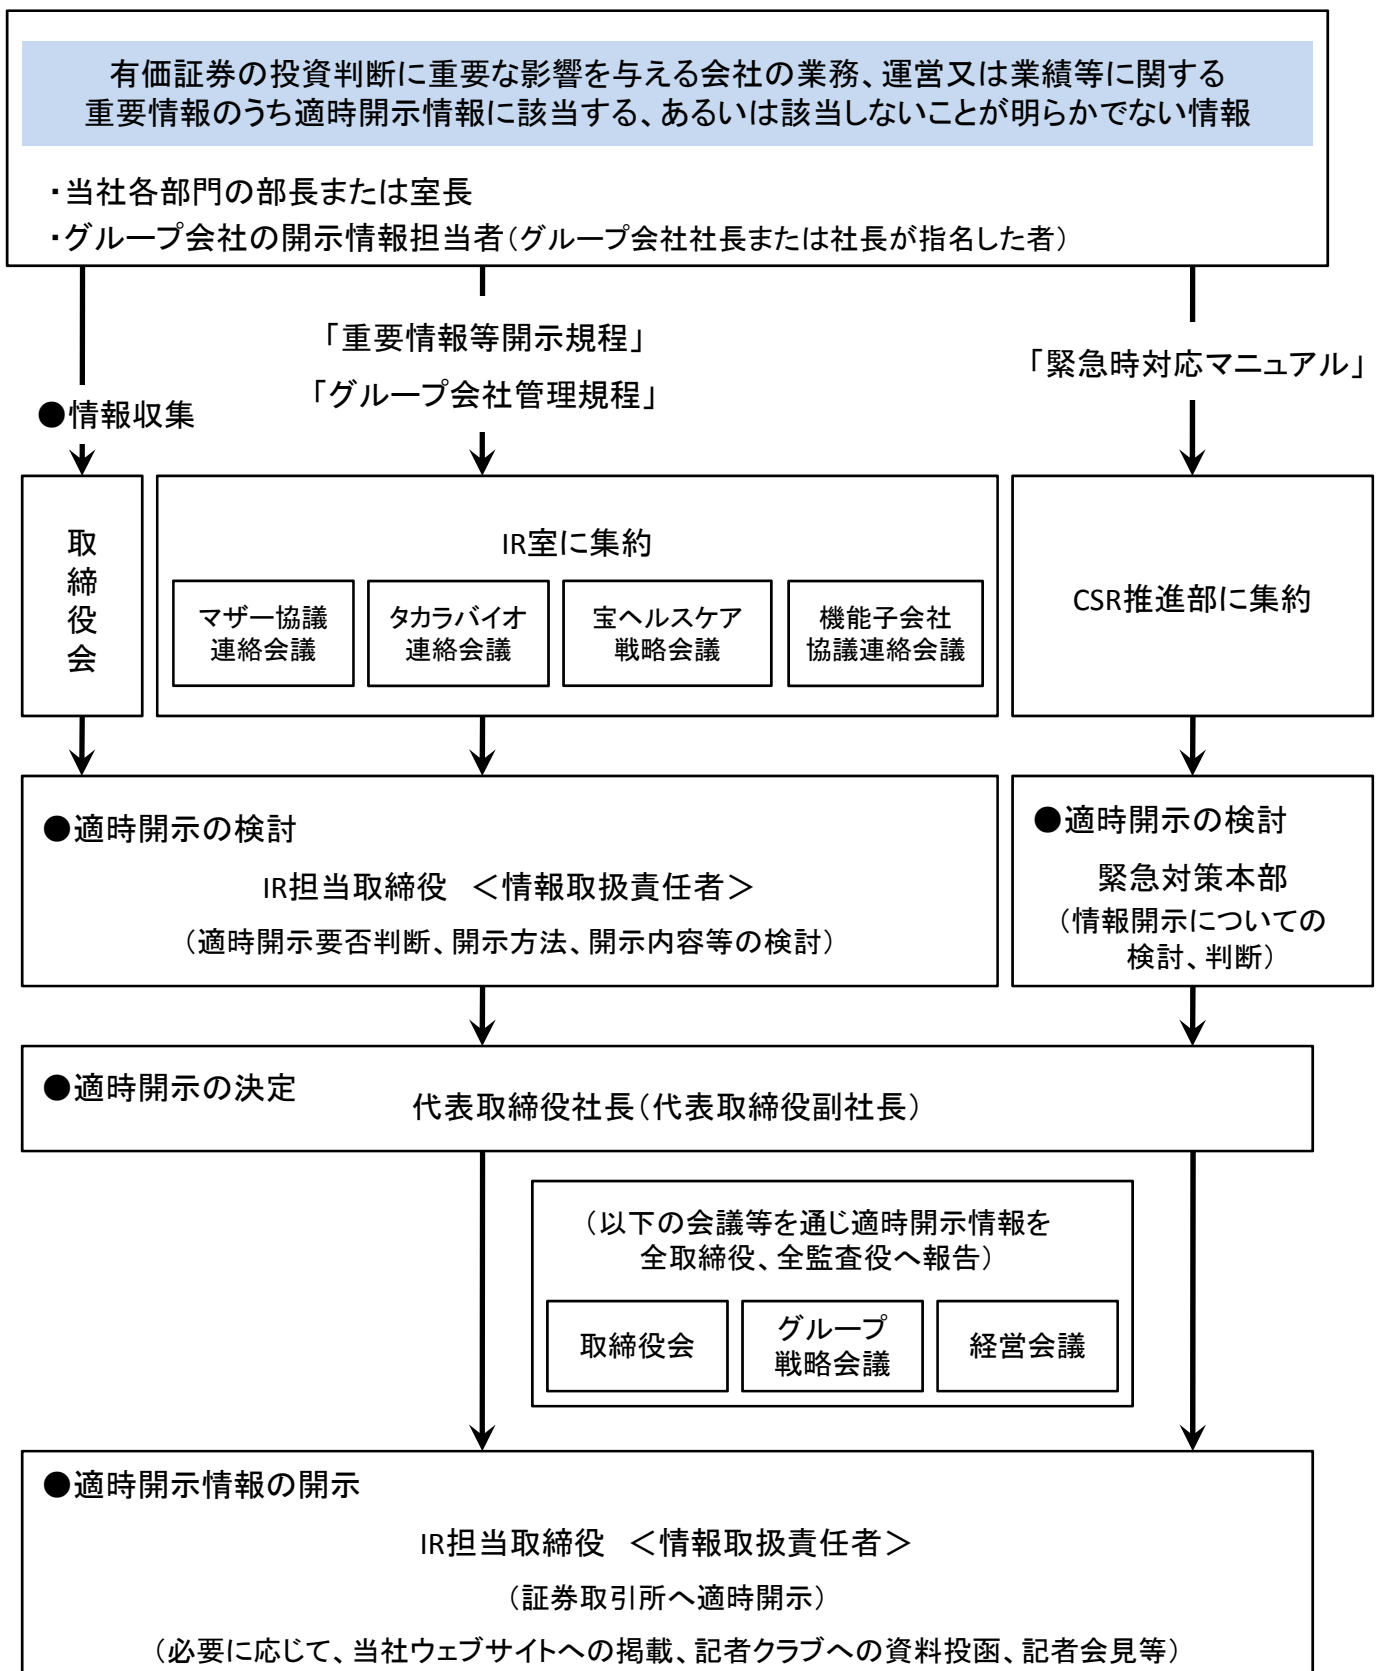 有価証券の投資判断に重要な影響を与える会社の業務、運営又は業績等に関する
重要情報のうち適時開示情報に該当する、あるいは該当しないことが明らかでない情報
・当社各部門の部長または室長
・グループ会社の開示情報担当者（グループ会社社長または社長が指名した者）
●情報収集
「重要情報等開示規程」
「グループ会社管理規程」
「緊急時対応マニュアル」
取締役会
IR室に集約
マザー協議
連絡会議
タカラバイオ
連絡会議
宝ヘルスケア
戦略会議
機能子会社
協議連絡会議
CSR推進部に集約
●適時開示の検討
IR担当取締役　＜情報取扱責任者＞
（適時開示要否判断、開示方法、開示内容等の検討）
●適時開示の検討
緊急対策本部
（情報開示についての
検討、判断）
●適時開示の決定
代表取締役社長（代表取締役副社長）
（以下の会議等を通じ適時開示情報を
全取締役、全監査役へ報告）
取締役会
グループ
戦略会議
経営会議
●適時開示情報の開示
IR担当取締役　＜情報取扱責任者＞
（証券取引所へ適時開示）
（必要に応じて、当社ウェブサイトへの掲載、記者クラブへの資料投函、記者会見等）